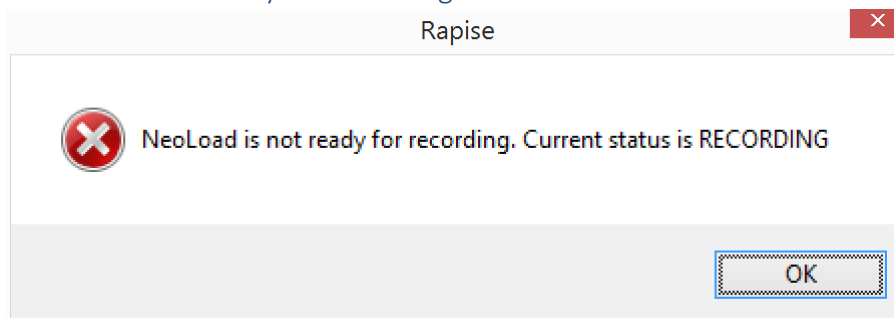 Rapise
NeoLoad is not ready for recording. Current status is RECORDING
OK